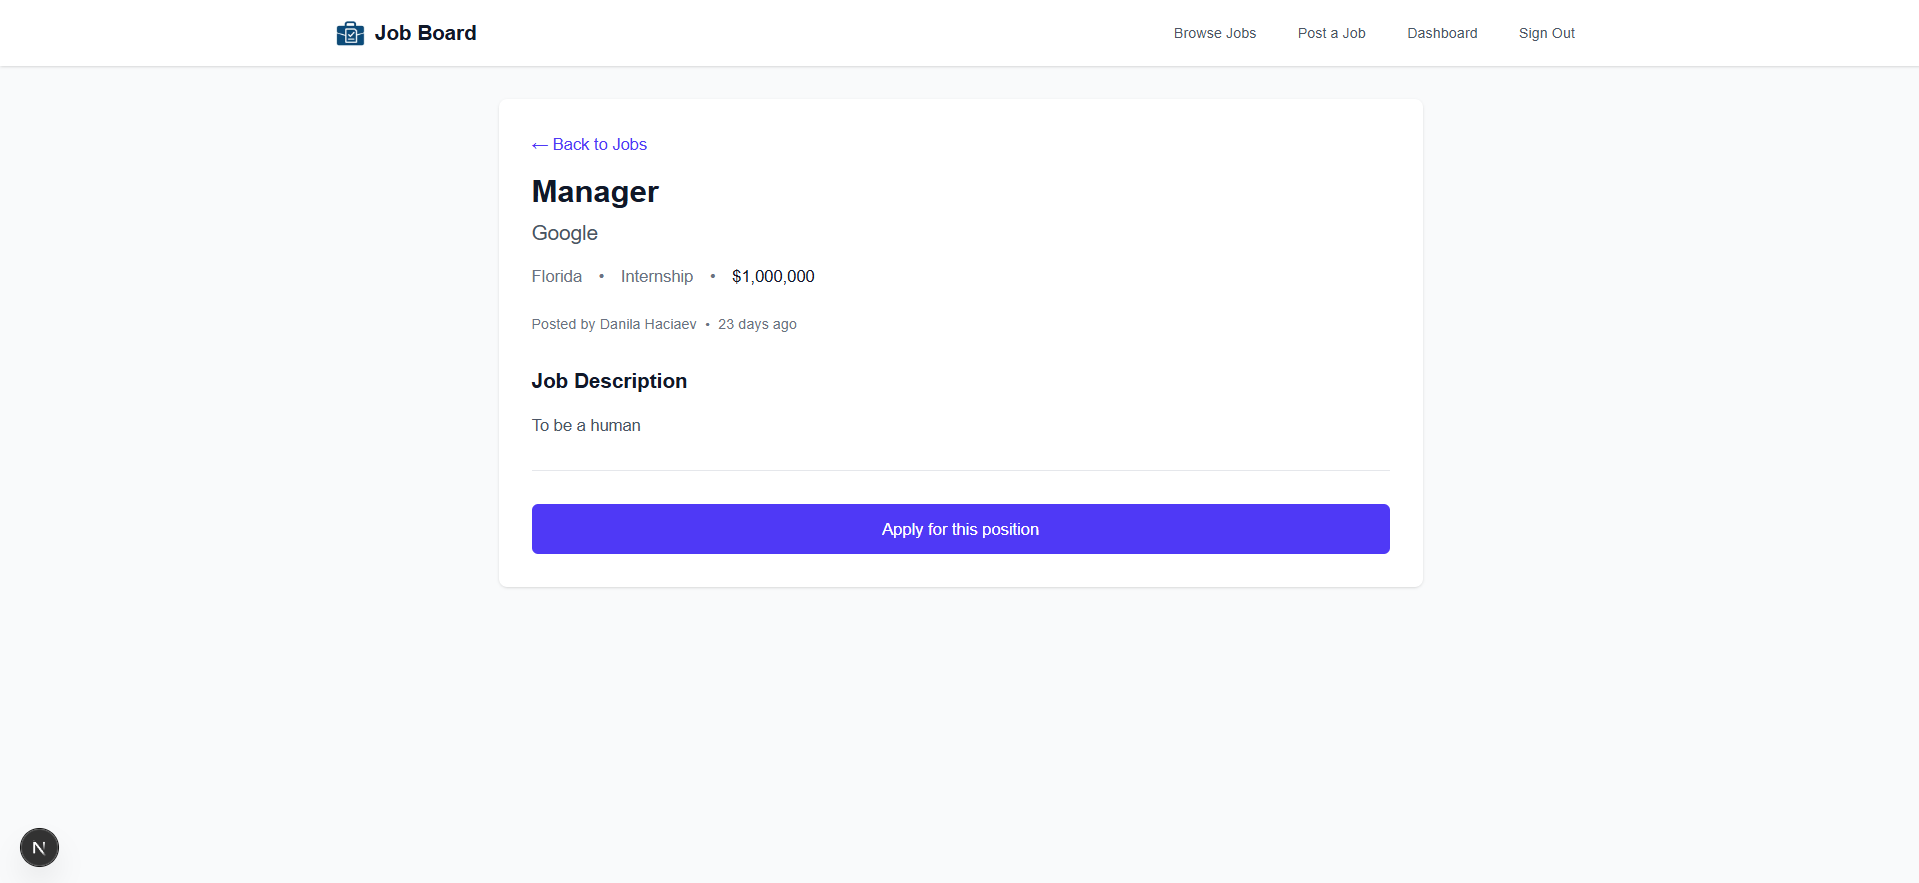 Job Board
Browse Jobs
Post a Job
Dashboard
Sign Out
← Back to Jobs
Manager
Google
Florida • Internship • $1,000,000
Posted by Danila Haciaev • 23 days ago
Job Description
To be a human
Apply for this position
N